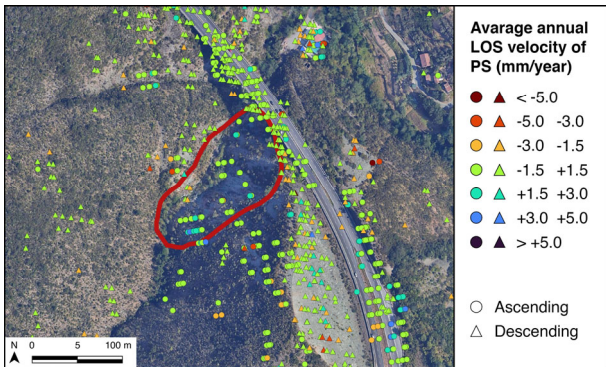 Avarage annual
LOS velocity of
PS (mm/year)
< -5.0
-5.0 -3.0
-3.0 -1.5
-1.5 +1.5
+1.5 +3.0
+3.0 +5.0
> +5.0
Ascending
Descending
N
0 5 100 m